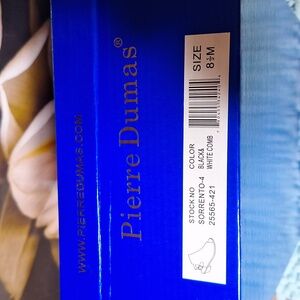 WWW.PIERREDUMAS.COM
Pierre Dumas®
STOCK NO
SORRENTO-4
25565-421
COLOR
BLACK&
WHITE COMB
SIZE
8½M